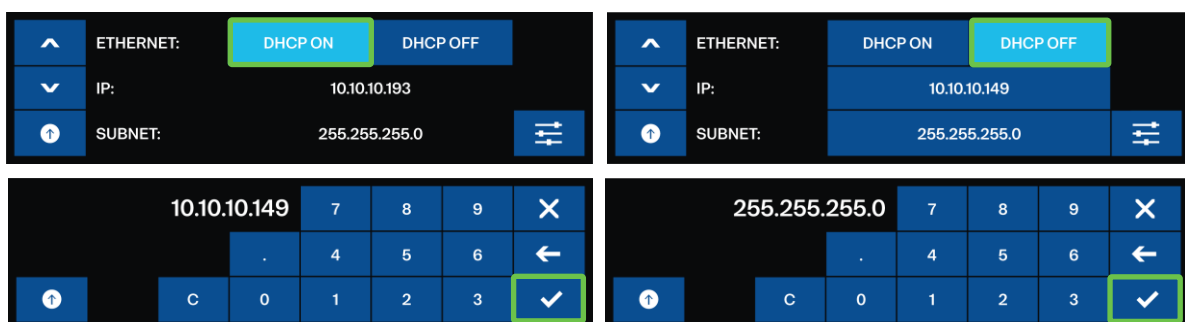 ETHERNET: DHCP ON DHCP OFF
IP: 10.10.10.193
SUBNET: 255.255.255.0
ETHERNET: DHCP ON DHCP OFF
IP: 10.10.10.149
SUBNET: 255.255.255.0
10.10.10.149 7 8 9
. 4 5 6
C 0 1 2 3
255.255.255.0 7 8 9
. 4 5 6
C 0 1 2 3